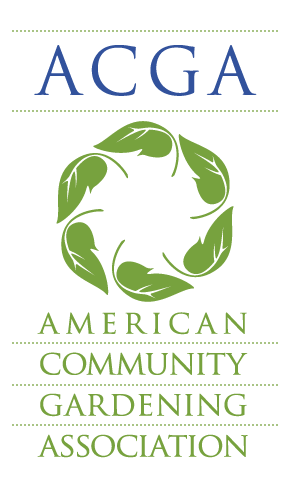 ACGA
AMERICAN
COMMUNITY
GARDENING
ASSOCIATION